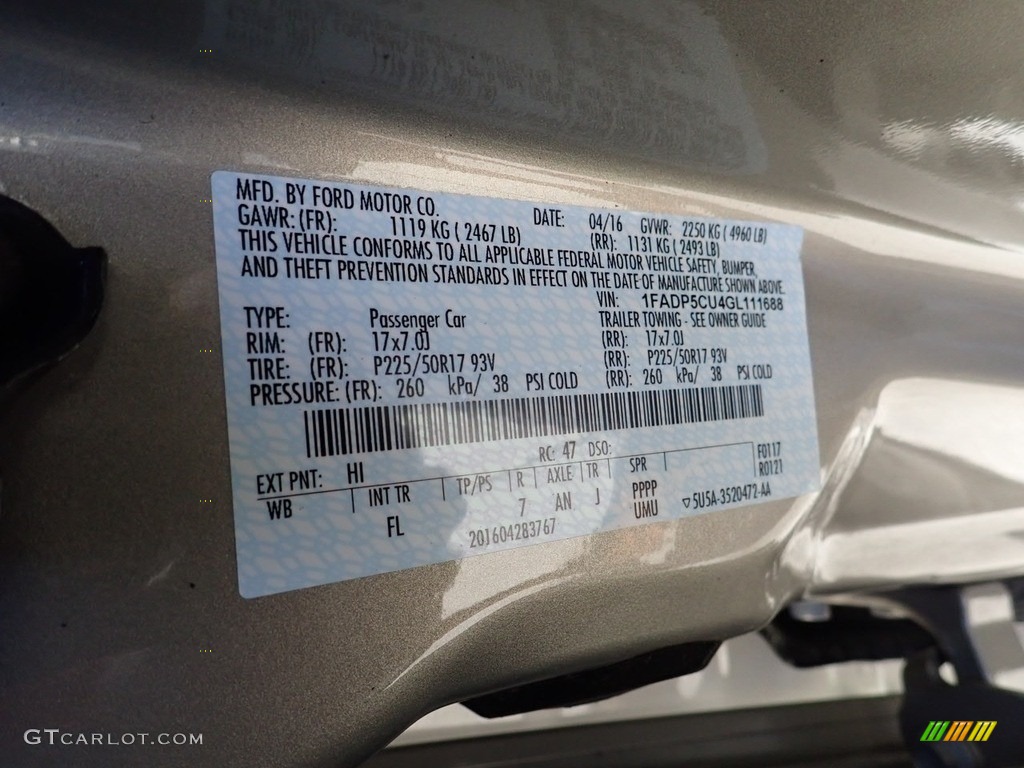 MFD. BY FORD MOTOR CO. DATE: 04/16 GVWR: 2250 KG ( 4960 LB)
GAWR: (FR): 1119 KG ( 2467 LB) (RR): 1131 KG ( 2493 LB)
THIS VEHICLE CONFORMS TO ALL APPLICABLE FEDERAL MOTOR VEHICLE SAFETY, BUMPER,
AND THEFT PREVENTION STANDARDS IN EFFECT ON THE DATE OF MANUFACTURE SHOWN ABOVE.
VIN: 1FADP5CU4GL111688
TYPE: Passenger Car TRAILER TOWING - SEE OWNER GUIDE
RIM: (FR): 17x7.0J (RR): 17x7.0J
TIRE: (FR): P225/50R17 93V (RR): P225/50R17 93V
PRESSURE: (FR): 260 kPa/ 38 PSI COLD (RR): 260 kPa/ 38 PSI COLD
EXT PNT: HI RC: 47 DSO: F0117
WB INT TR TP/PS R AXLE TR SPR R0121
FL 7 AN J PPPP 5U5A-3520472-AA
UMU
201604283767
GTCARLOT.COM